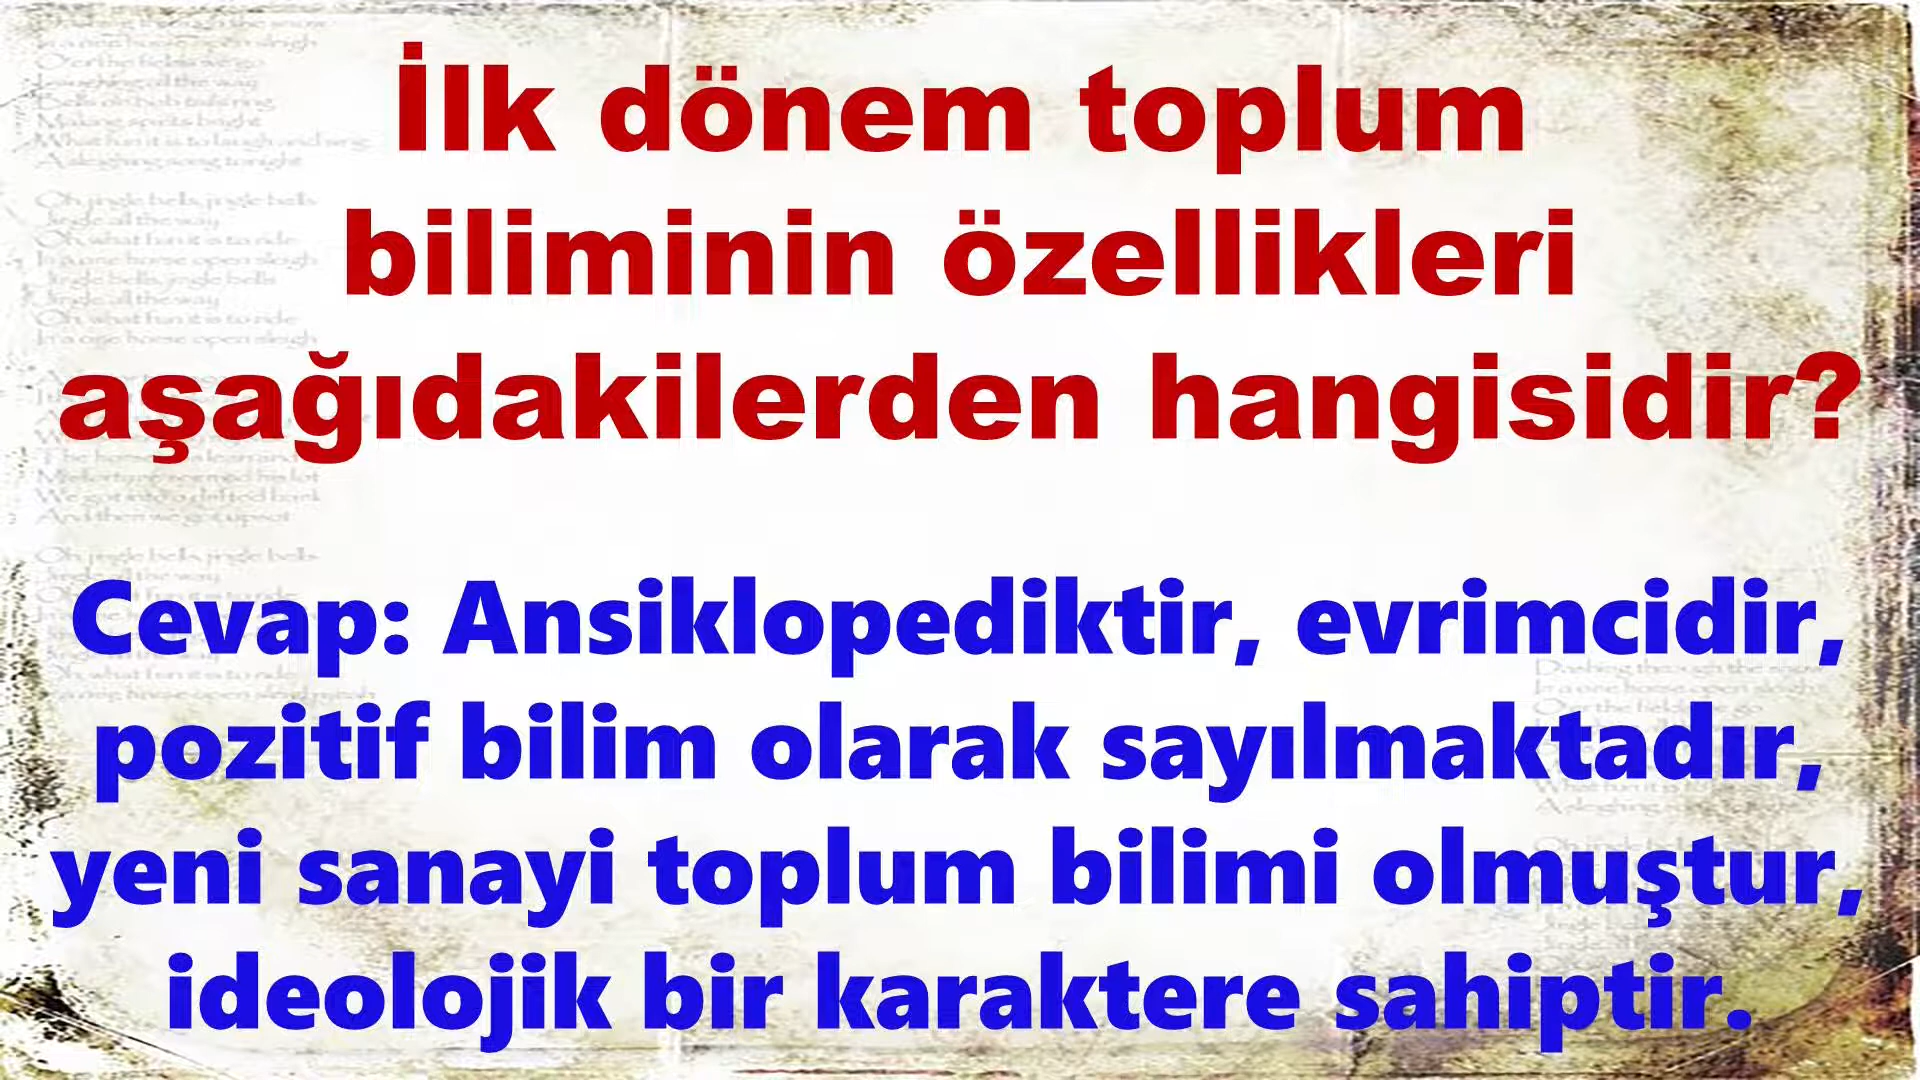 İlk dönem toplum
biliminin özellikleri
aşağıdakilerden hangisidir?
Cevap: Ansiklopediktir, evrimcidir,
pozitif bilim olarak sayılmaktadır,
yeni sanayi toplum bilimi olmuştur,
ideolojik bir karaktere sahiptir.